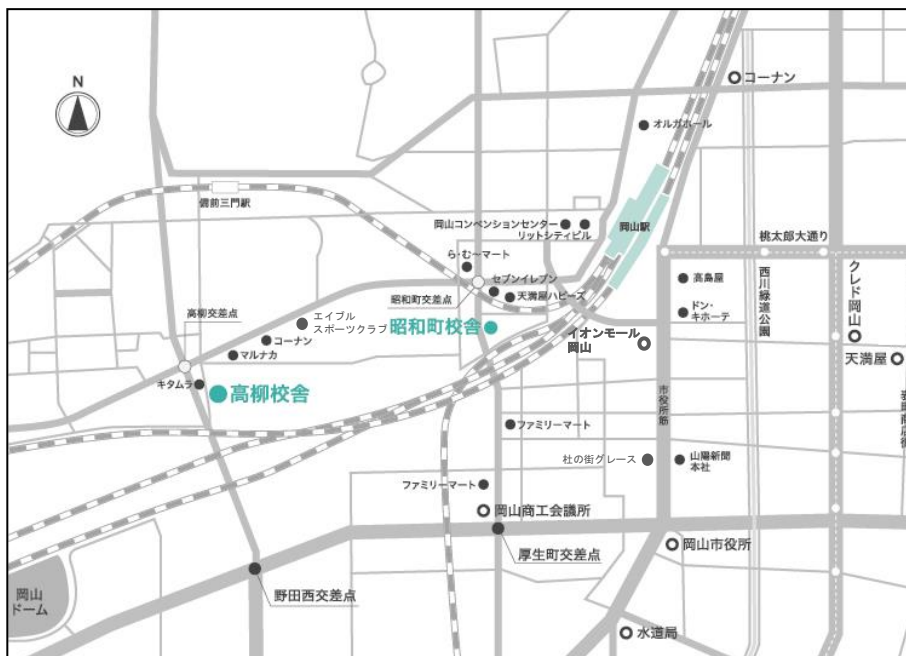 N
コーナン
オルガホール
備前三門駅
岡山コンベンションセンター
リットシティビル
岡山駅
桃太郎大通り
ら・む～マート
セブンイレブン
天満屋ハピーズ
昭和町交差点
髙島屋
西川緑道公園
クレド岡山
高柳交差点
エイブル
スポーツクラブ
昭和町校舎
ドン・
キホーテ
イオンモール
岡山
コーナン
マルナカ
天満屋
キタムラ
高柳校舎
市役所筋
ファミリーマート
杜の街グレース
山陽新聞
本社
ファミリーマート
岡山商工会議所
厚生町交差点
岡山市役所
野田西交差点
岡山
ドーム
水道局